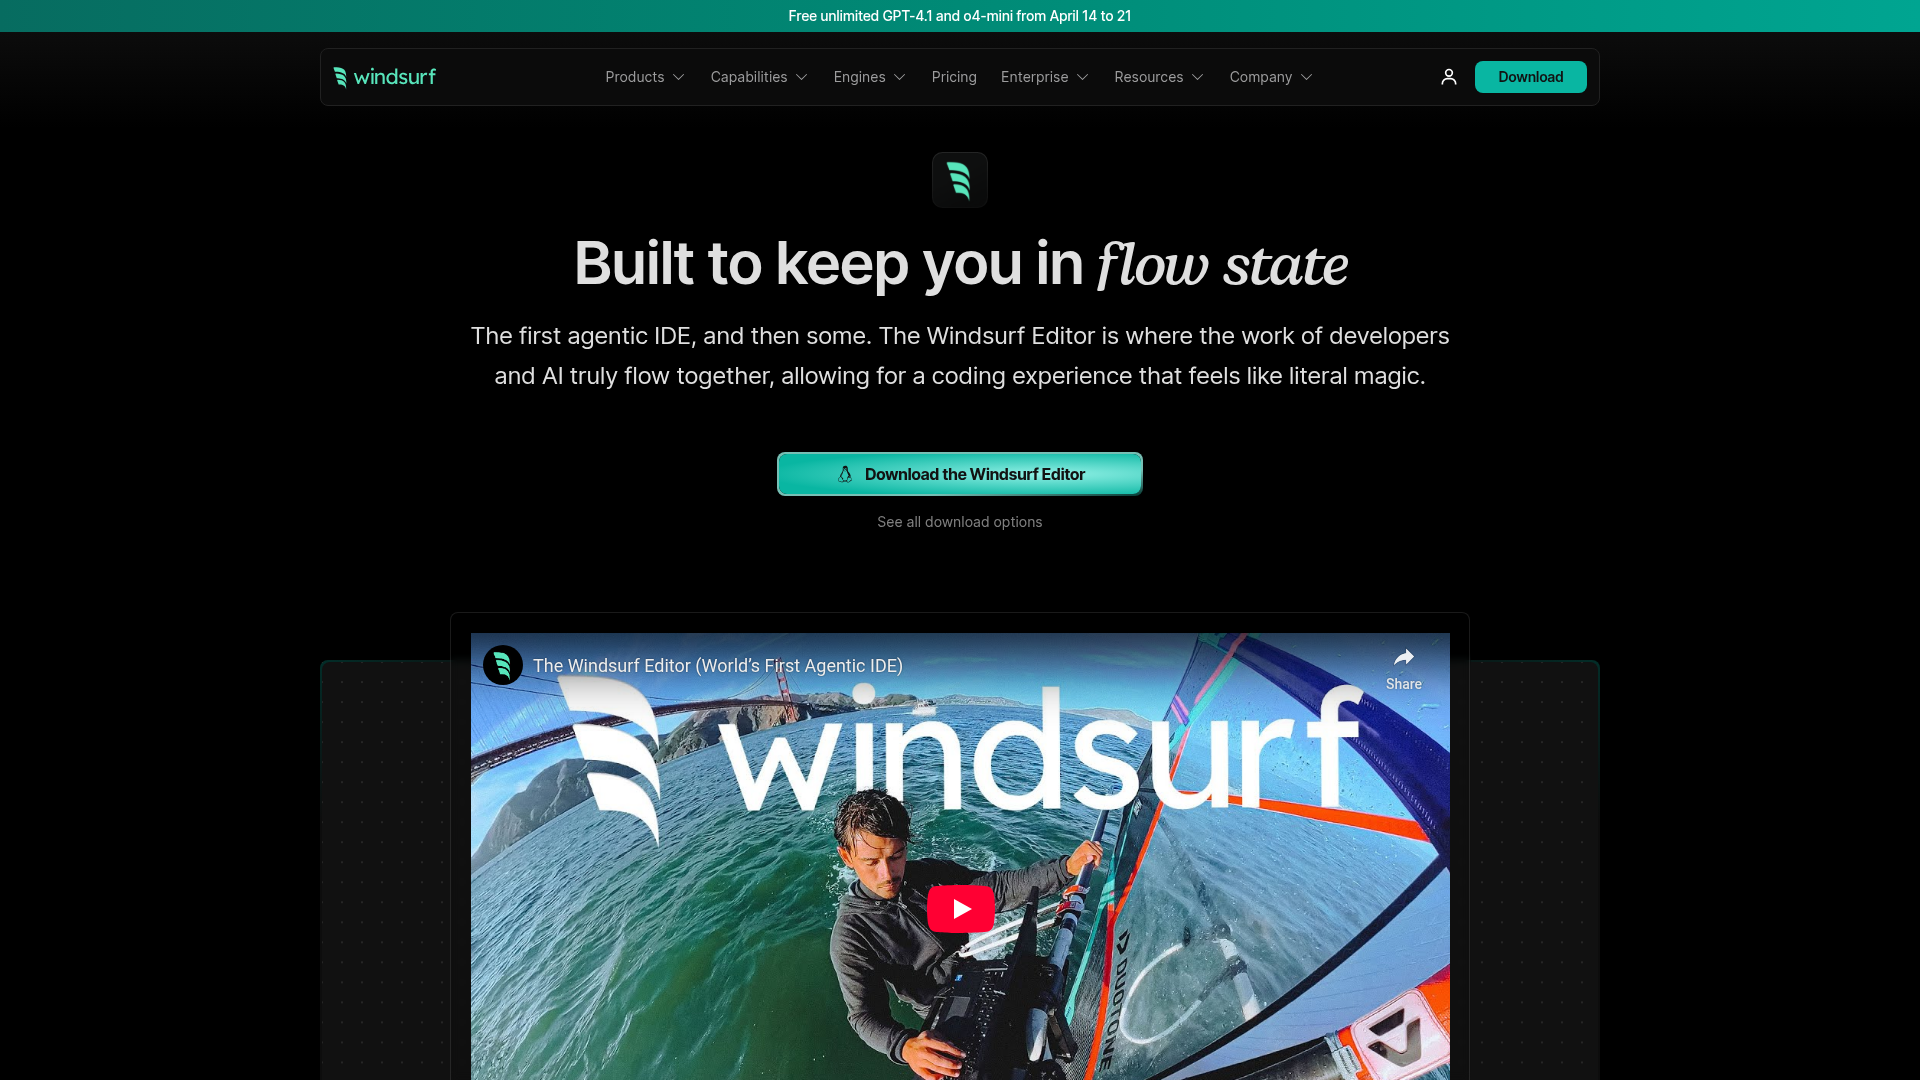 Free unlimited GPT-4.1 and o4-mini from April 14 to 21
windsurf
Products
Capabilities
Engines
Pricing
Enterprise
Resources
Company
Download
Built to keep you in flow state
The first agentic IDE, and then some. The Windsurf Editor is where the work of developers
and AI truly flow together, allowing for a coding experience that feels like literal magic.
Download the Windsurf Editor
See all download options
The Windsurf Editor (World’s First Agentic IDE)
Share
windsurf
DUOTONE